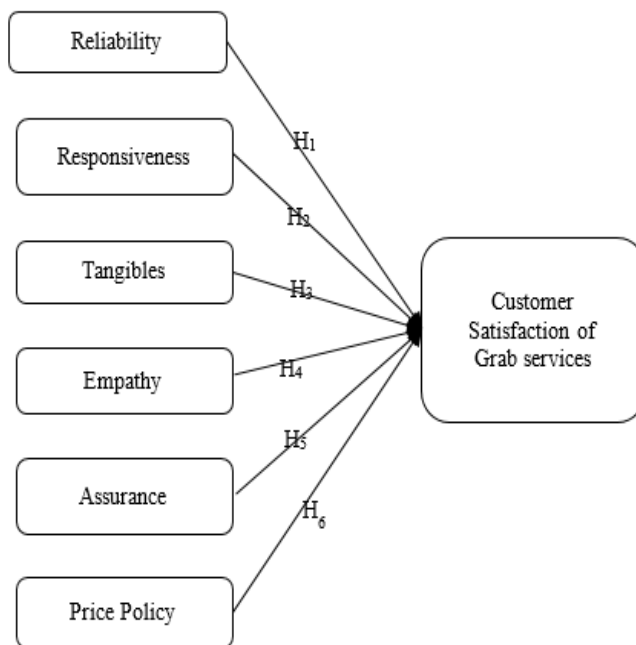 Reliability
H₁
Responsiveness
H₂
Tangibles
H₃
Customer
Satisfaction of
Grab services
Empathy
H₄
Assurance
H₅
Price Policy
H₆